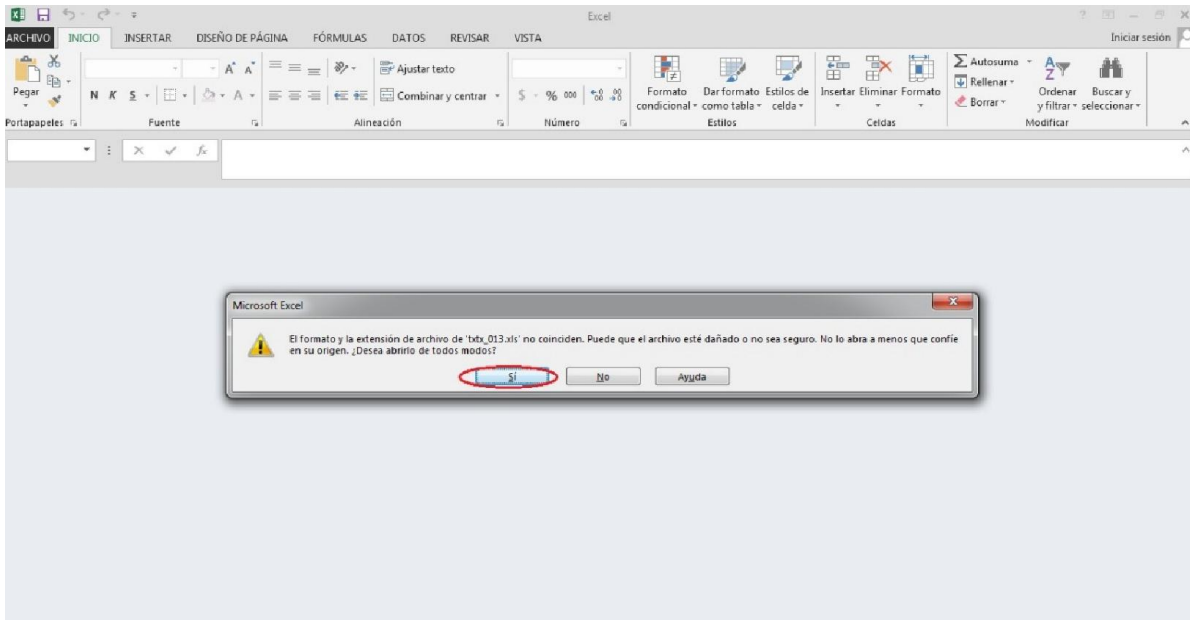 Excel
ARCHIVO INICIO INSERTAR DISEÑO DE PÁGINA FÓRMULAS DATOS REVISAR VISTA Iniciar sesión
Pegar
N K S
A A
A
Ajustar texto
Combinar y centrar
$ % 000
Formato condicional
Dar formato como tabla
Estilos de celda
Insertar Eliminar Formato
Autosuma
Rellenar
Borrar
Ordenar y filtrar
Buscar y seleccionar
Portapapeles Fuente Alineación Número Estilos Celdas Modificar
fx
Microsoft Excel
El formato y la extensión de archivo de 'txtx_013.xls' no coinciden. Puede que el archivo esté dañado o no sea seguro. No lo abra a menos que confíe
en su origen. ¿Desea abrirlo de todos modos?
Sí No Ayuda